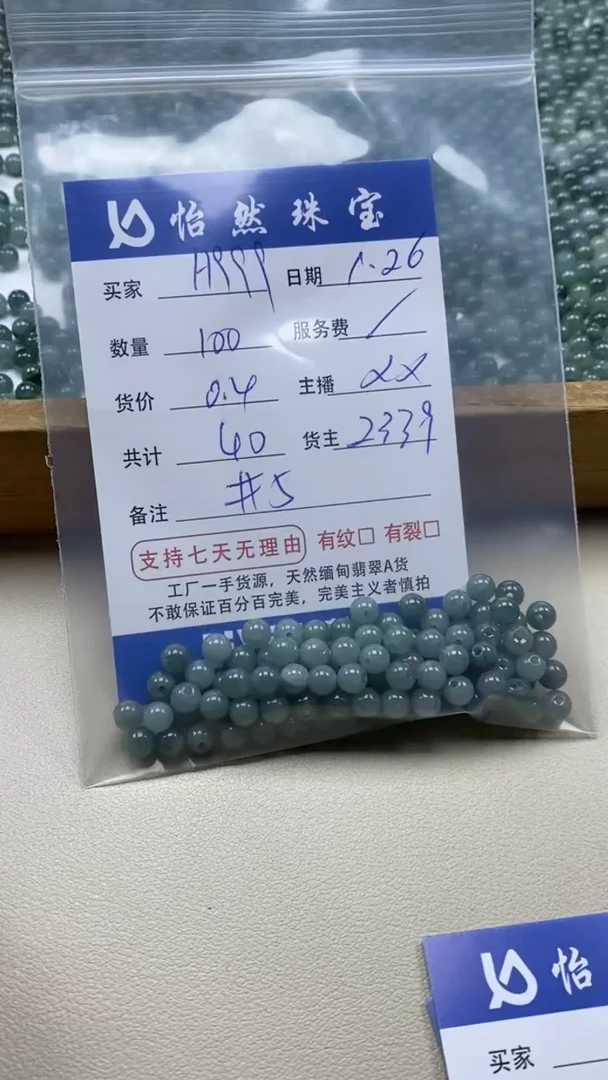 怡然珠宝
买家 H999 日期 1.26
数量 100 服务费 /
货价 0.4 主播 XX
共计 40 货主 2339
备注 #5
支持七天无理由 有纹□ 有裂□
工厂一手货源，天然缅甸翡翠A货
不敢保证百分百完美，完美主义者慎拍
怡
买家